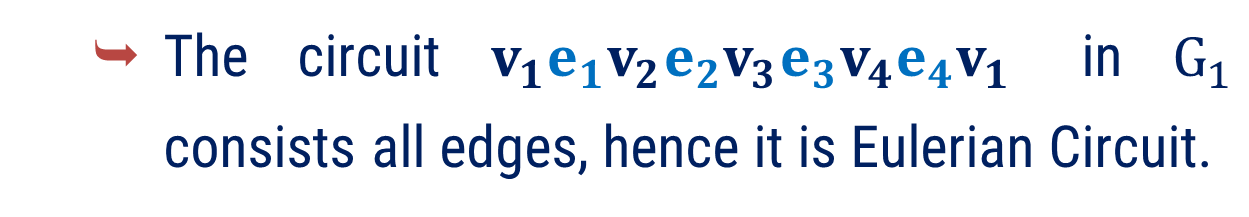 ➥ The circuit v₁e₁v₂e₂v₃e₃v₄e₄v₁ in G₁
consists all edges, hence it is Eulerian Circuit.